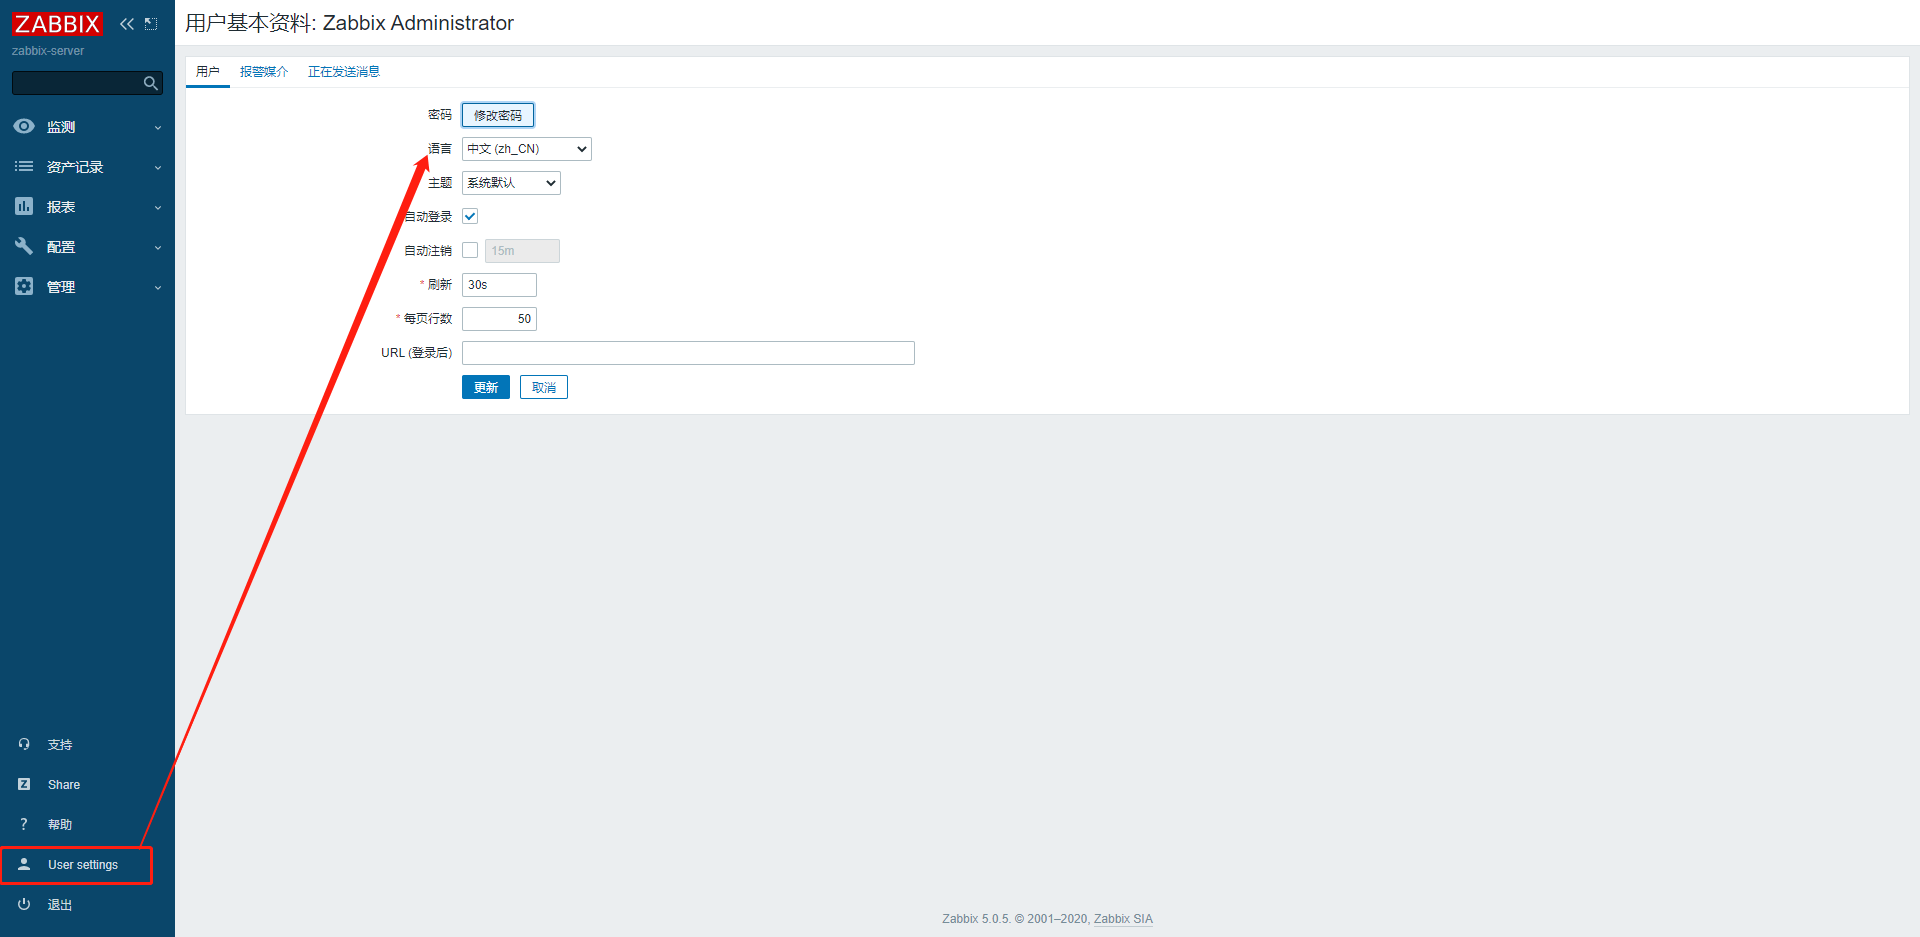 ZABBIX
zabbix-server
监测
资产记录
报表
配置
管理
支持
Share
帮助
User settings
退出
用户基本资料: Zabbix Administrator
用户 报警媒介 正在发送消息
密码 修改密码
语言 中文 (zh_CN)
主题 系统默认
自动登录
自动注销 15m
* 刷新 30s
* 每页行数 50
URL (登录后)
更新 取消
Zabbix 5.0.5. © 2001–2020, Zabbix SIA